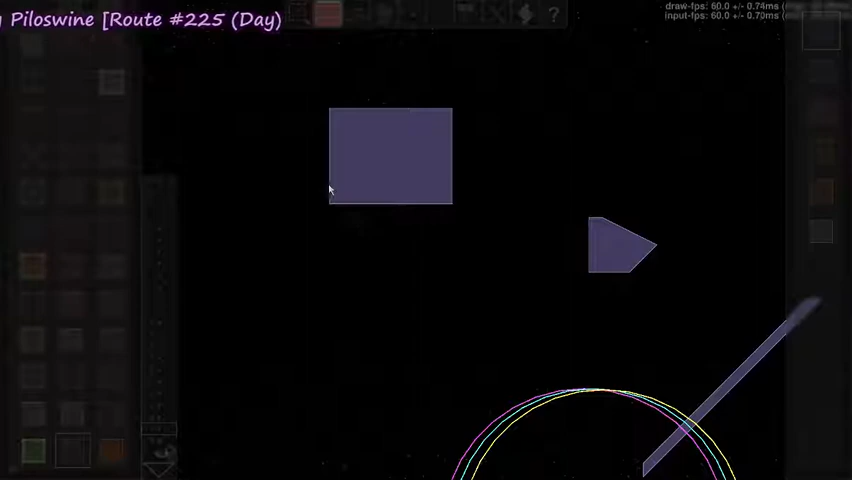 y Piloswine [Route #225 (Day)
draw-fps: 60.0 +/- 0.74ms (
input-fps: 60.0 +/- 0.70ms (
?